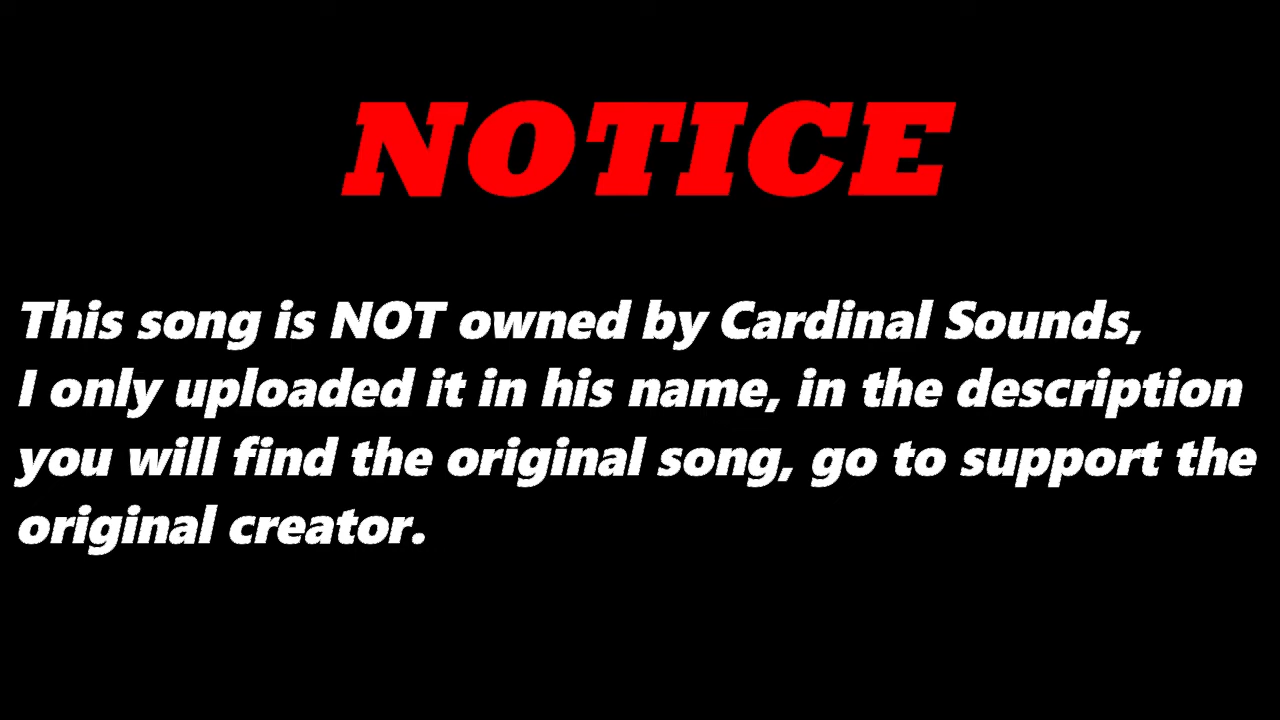 NOTICE
This song is NOT owned by Cardinal Sounds,
I only uploaded it in his name, in the description
you will find the original song, go to support the
original creator.